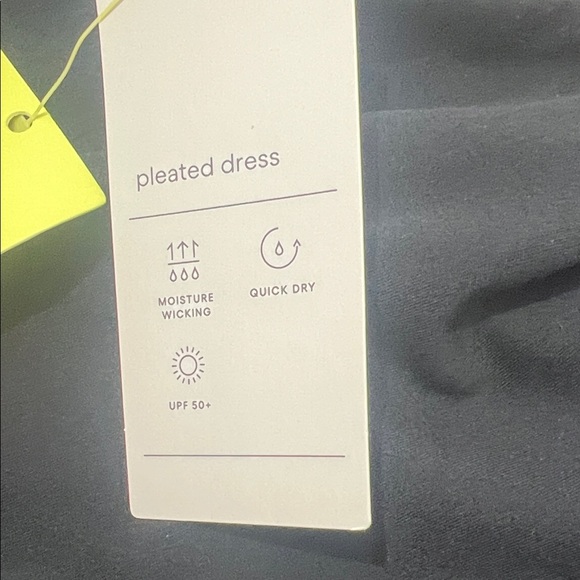 pleated dress
MOISTURE
WICKING
QUICK DRY
UPF 50+